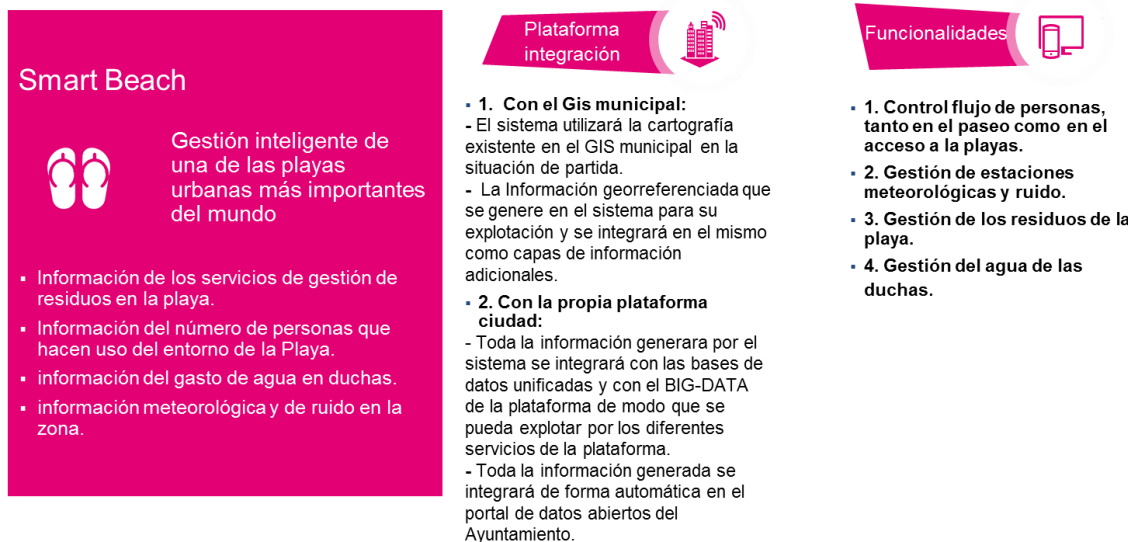 Smart Beach
Gestión inteligente de
una de las playas
urbanas más importantes
del mundo
▪ Información de los servicios de gestión de
residuos en la playa.
▪ Información del número de personas que
hacen uso del entorno de la Playa.
▪ información del gasto de agua en duchas.
▪ información meteorológica y de ruido en la
zona.
Plataforma
integración
▪ 1. Con el Gis municipal:
- El sistema utilizará la cartografía
existente en el GIS municipal en la
situación de partida.
- La Información georreferenciada que
se genere en el sistema para su
explotación y se integrará en el mismo
como capas de información
adicionales.
▪ 2. Con la propia plataforma
ciudad:
- Toda la información generara por el
sistema se integrará con las bases de
datos unificadas y con el BIG-DATA
de la plataforma de modo que se
pueda explotar por los diferentes
servicios de la plataforma.
- Toda la información generada se
integrará de forma automática en el
portal de datos abiertos del
Ayuntamiento.
Funcionalidades
▪ 1. Control flujo de personas,
tanto en el paseo como en el
acceso a la playas.
▪ 2. Gestión de estaciones
meteorológicas y ruido.
▪ 3. Gestión de los residuos de la
playa.
▪ 4. Gestión del agua de las
duchas.